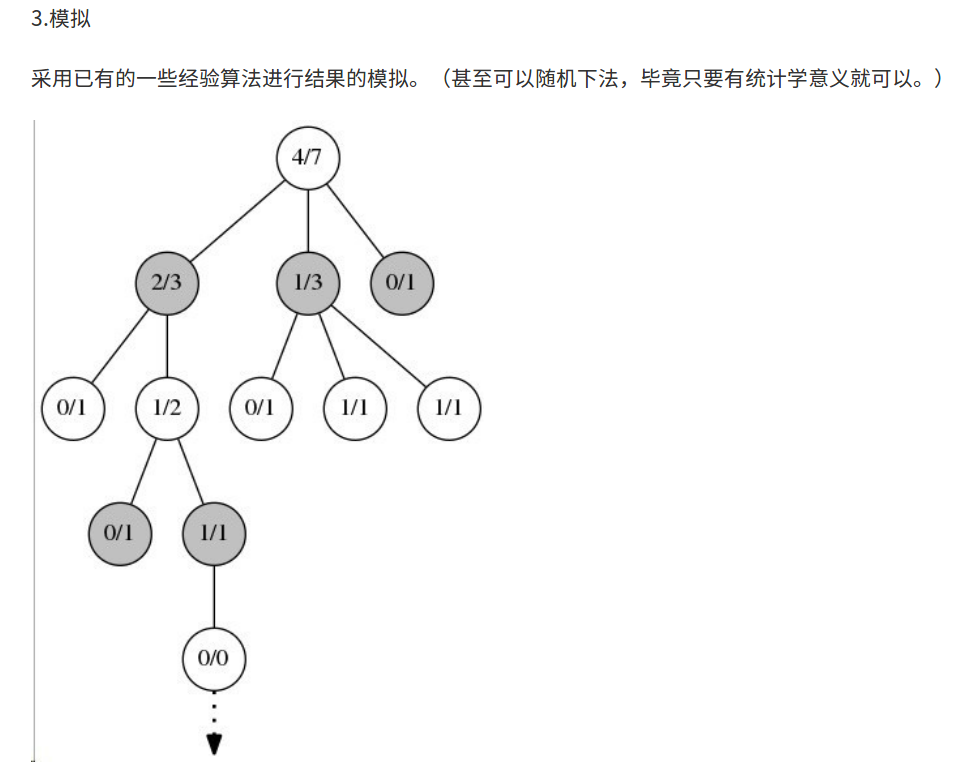 3.模拟
采用已有的一些经验算法进行结果的模拟。（甚至可以随机下法，毕竟只要有统计学意义就可以。）
4/7
2/3 1/3 0/1
0/1 1/2 0/1 1/1 1/1
0/1 1/1
0/0